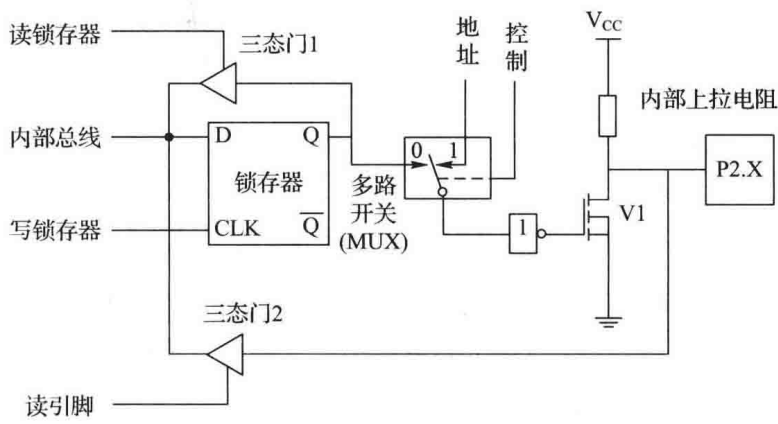 读锁存器
三态门1
地址
控制
V_CC
内部上拉电阻
内部总线
D
Q
0
1
P2.X
锁存器
多路
开关
(MUX)
写锁存器
CLK
Q̅
1
V1
三态门2
读引脚